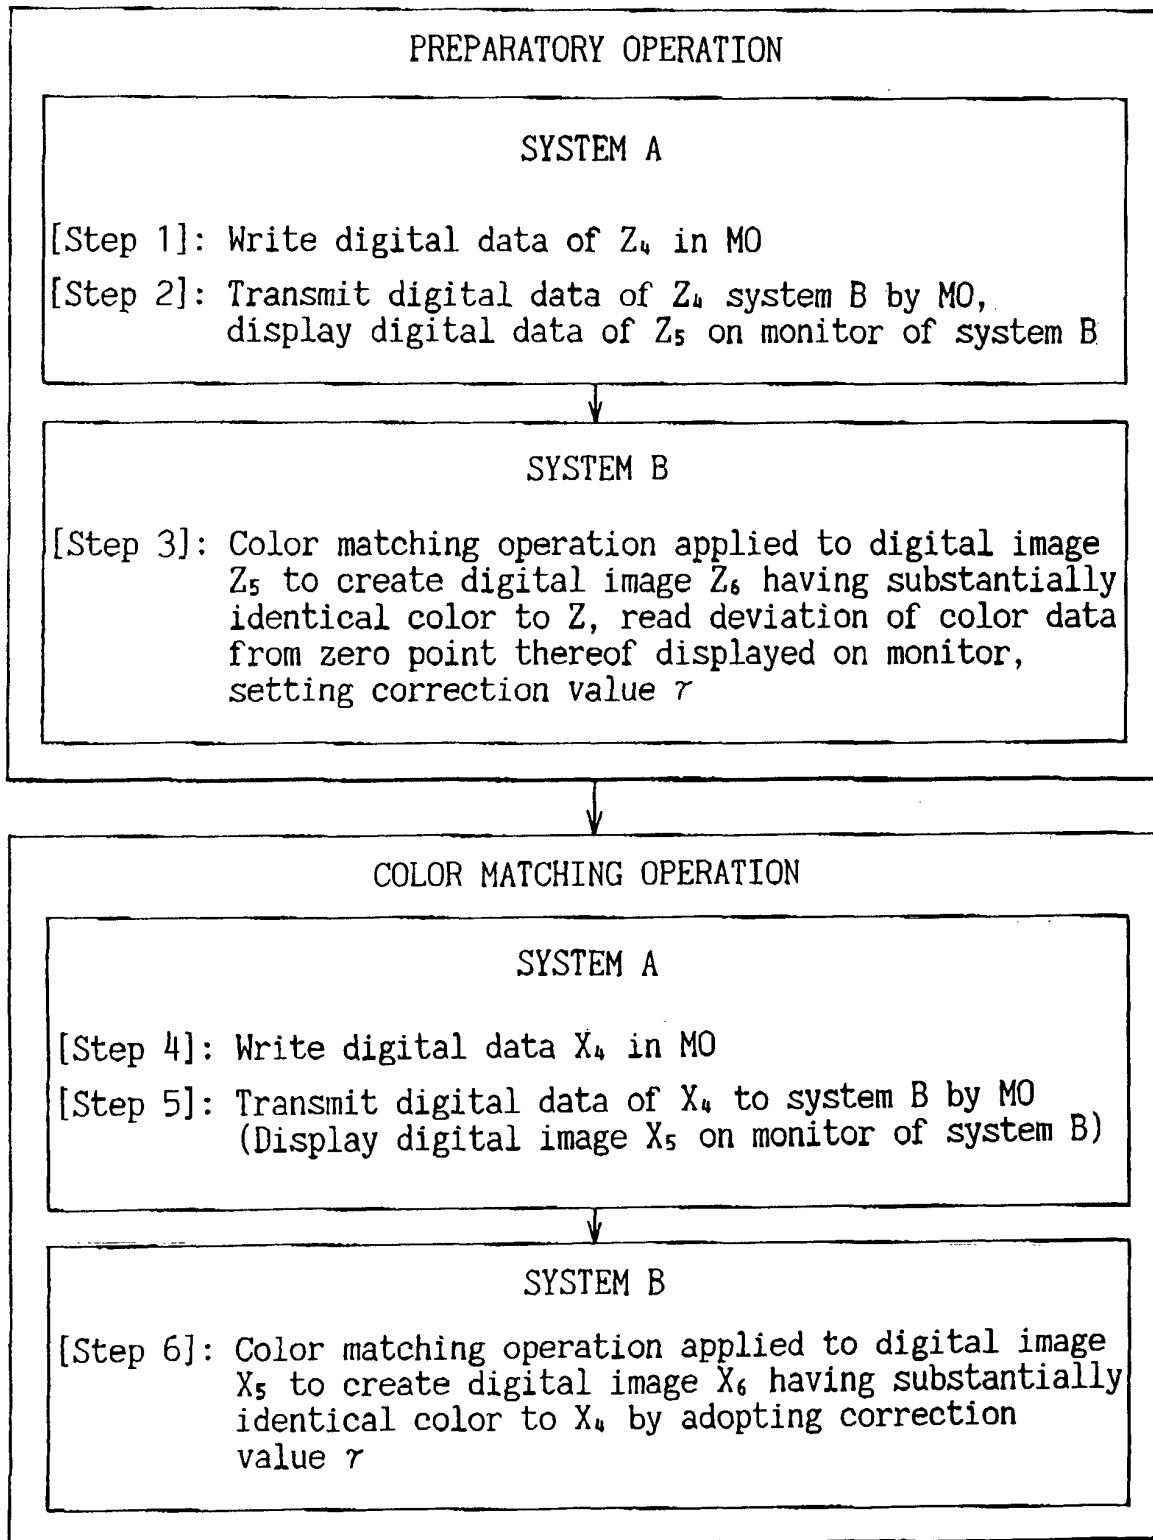 PREPARATORY OPERATION
SYSTEM A
[Step 1]: Write digital data of Z₄ in MO
[Step 2]: Transmit digital data of Z₄ system B by MO,
display digital data of Z₅ on monitor of system B
SYSTEM B
[Step 3]: Color matching operation applied to digital image
Z₅ to create digital image Z₆ having substantially
identical color to Z, read deviation of color data
from zero point thereof displayed on monitor,
setting correction value γ
COLOR MATCHING OPERATION
SYSTEM A
[Step 4]: Write digital data X₄ in MO
[Step 5]: Transmit digital data of X₄ to system B by MO
(Display digital image X₅ on monitor of system B)
SYSTEM B
[Step 6]: Color matching operation applied to digital image
X₅ to create digital image X₆ having substantially
identical color to X₄ by adopting correction
value γ